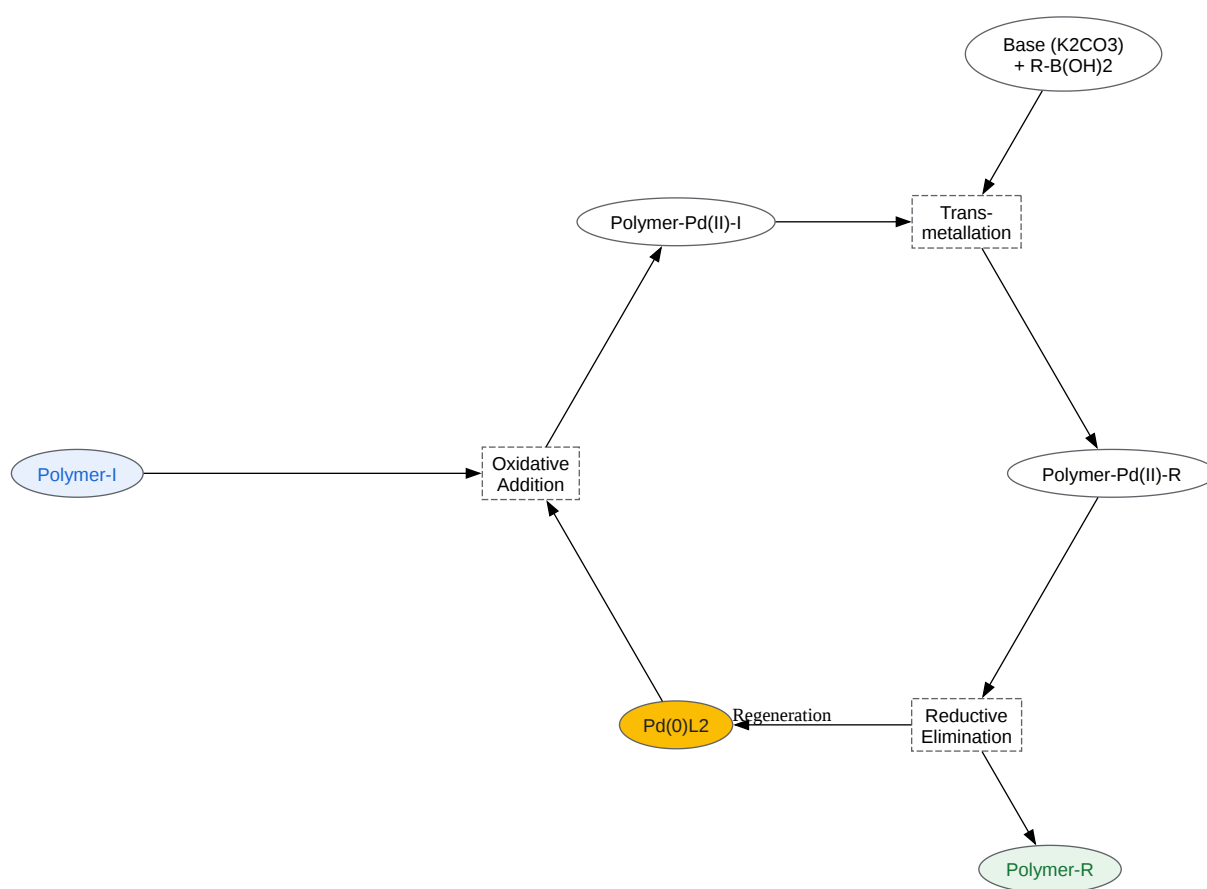 Base (K2CO3)
+ R-B(OH)2
Polymer-Pd(II)-I
Trans-
metallation
Polymer-I
Oxidative
Addition
Polymer-Pd(II)-R
Pd(0)L2
Regeneration
Reductive
Elimination
Polymer-R